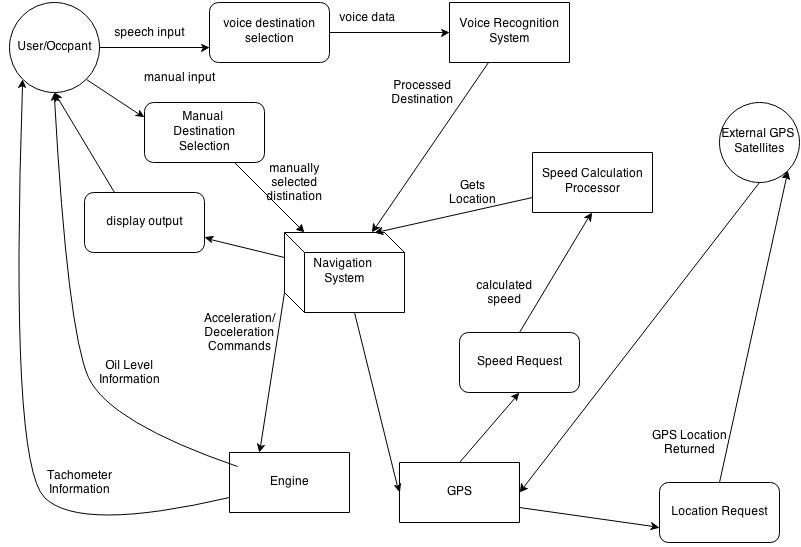 User/Occpant
speech input
voice destination
selection
voice data
Voice Recognition
System
manual input
Manual
Destination
Selection
Processed
Destination
External GPS
Satellites
manually
selected
distination
Gets
Location
Speed Calculation
Processor
display output
Navigation
System
calculated
speed
Acceleration/
Deceleration
Commands
Oil Level
Information
Speed Request
GPS Location
Returned
Tachometer
Information
Engine
GPS
Location Request